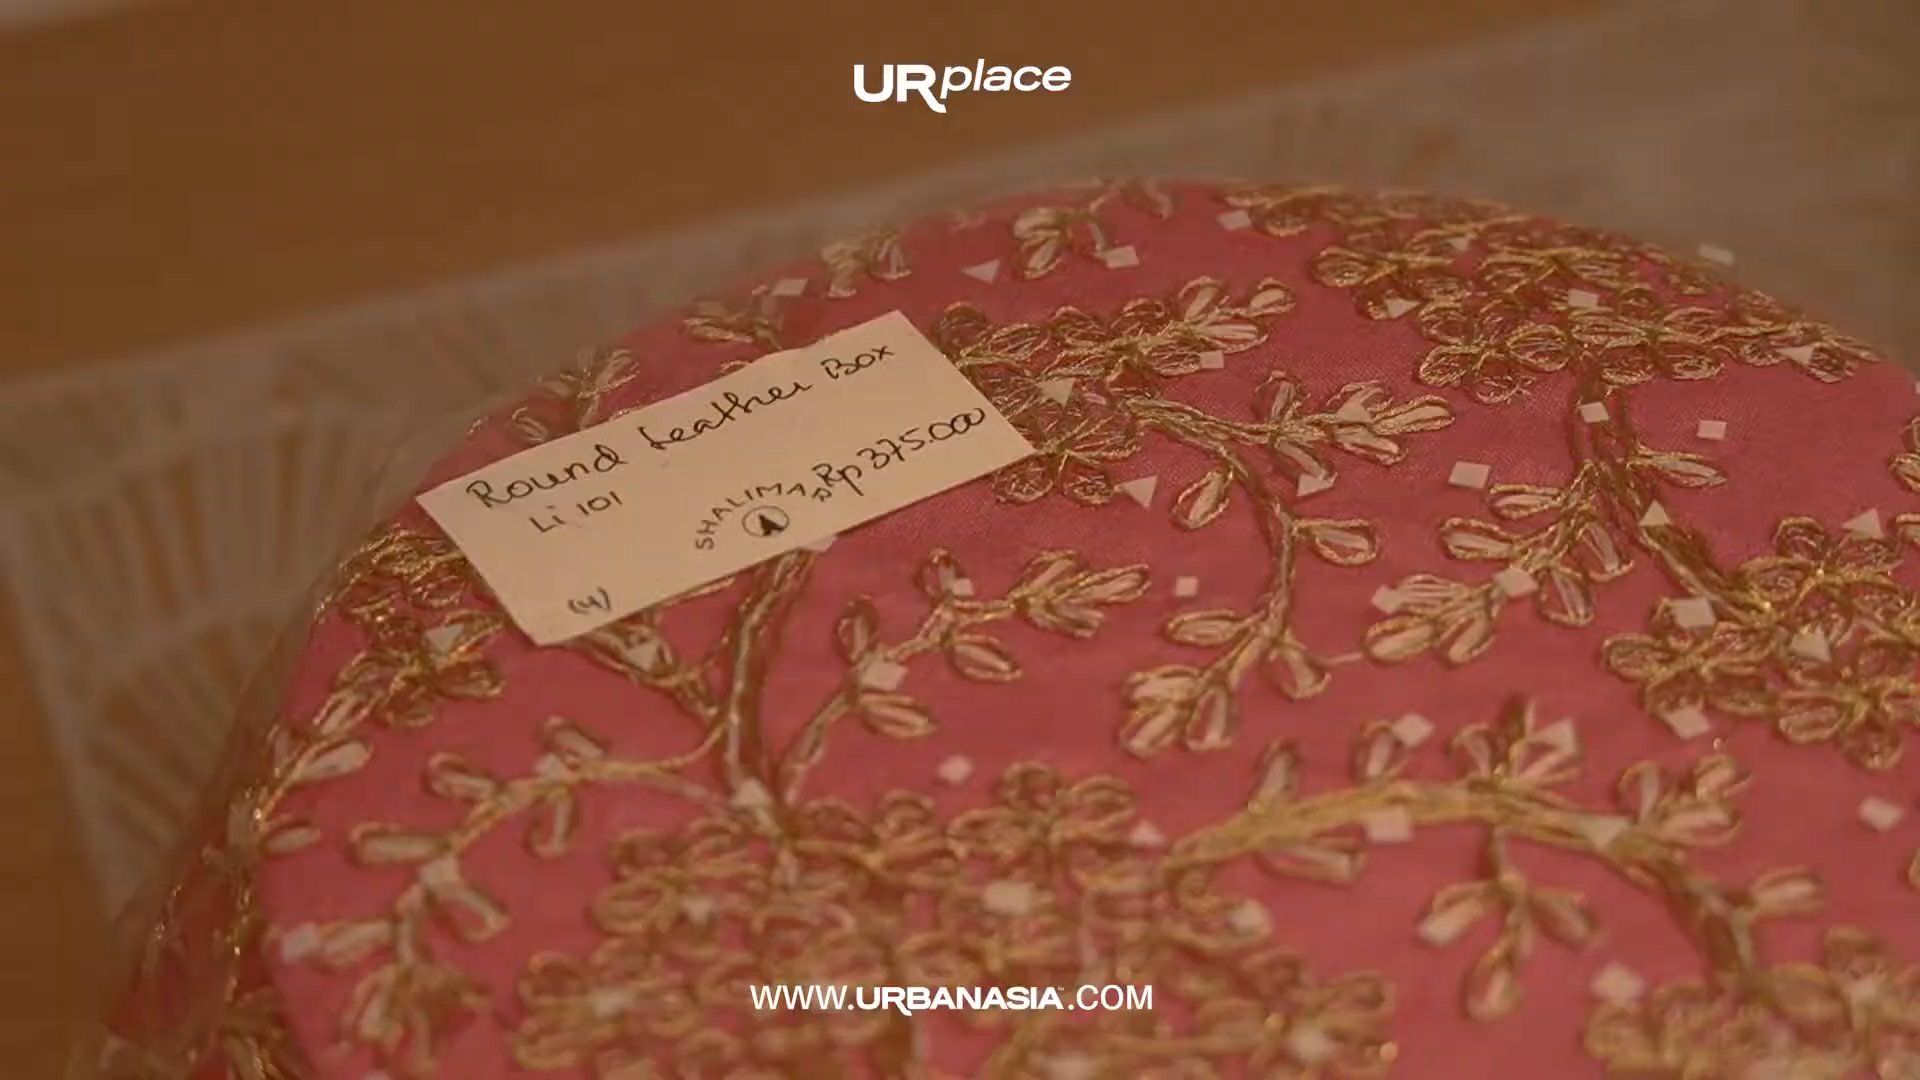 URplace
Round Leather Box
Li 101
SHALIMAR
Rp 375.000
(4)
WWW.URBANASIA.COM